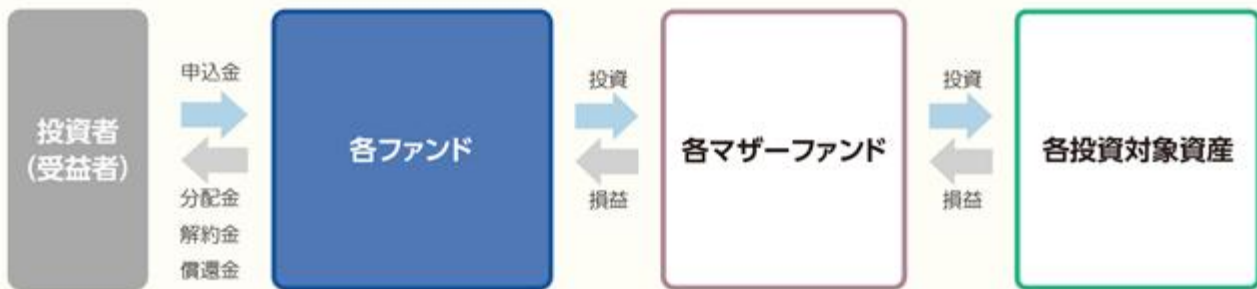 投資者
(受益者)
申込金
分配金
解約金
償還金
各ファンド
投資
損益
各マザーファンド
投資
損益
各投資対象資産